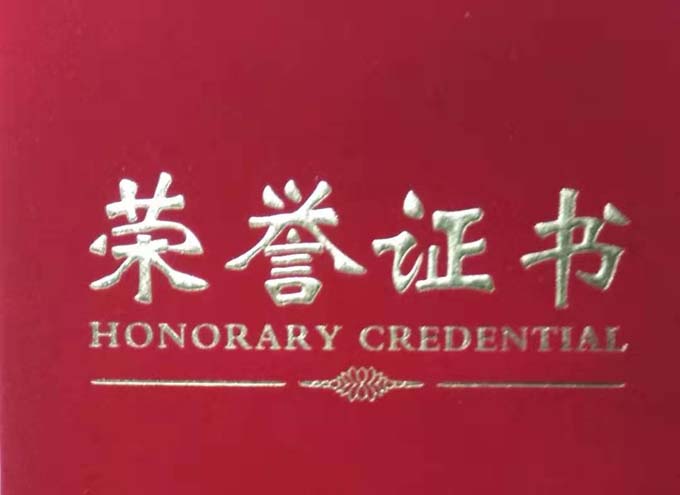 荣誉证书
HONORARY CREDENTIAL